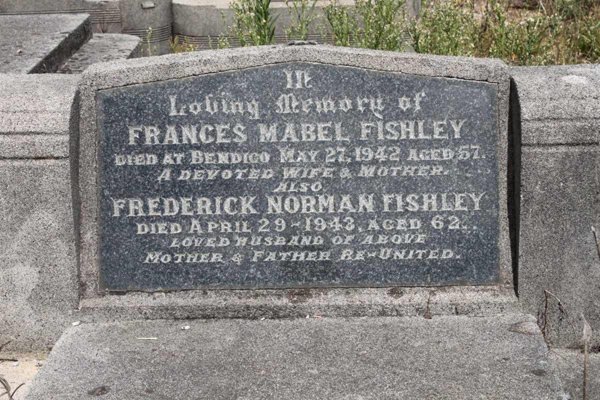 In
Loving Memory of
FRANCES MABEL FISHLEY
DIED AT BENDIGO MAY 27, 1942 AGED 57.
A DEVOTED WIFE & MOTHER.
ALSO
FREDERICK NORMAN FISHLEY
DIED APRIL 29-1943, AGED 62.
LOVED HUSBAND OF ABOVE
MOTHER & FATHER RE-UNITED.